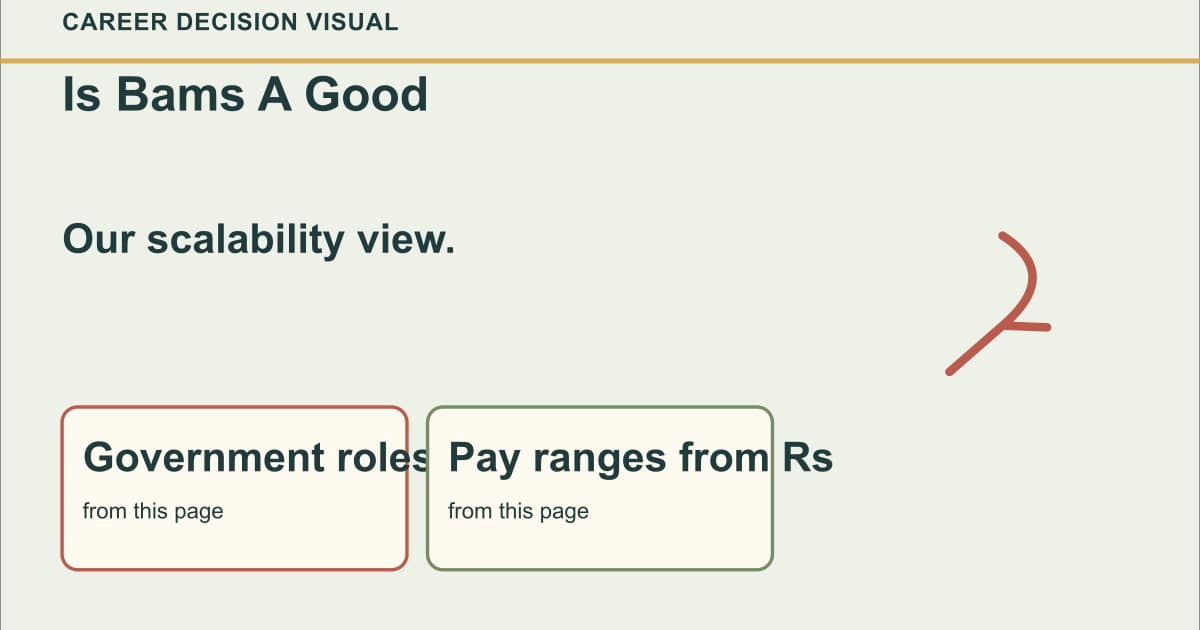 CAREER DECISION VISUAL
Is Bams A Good
Our scalability view.
Government roles
from this page
Pay ranges from Rs
from this page